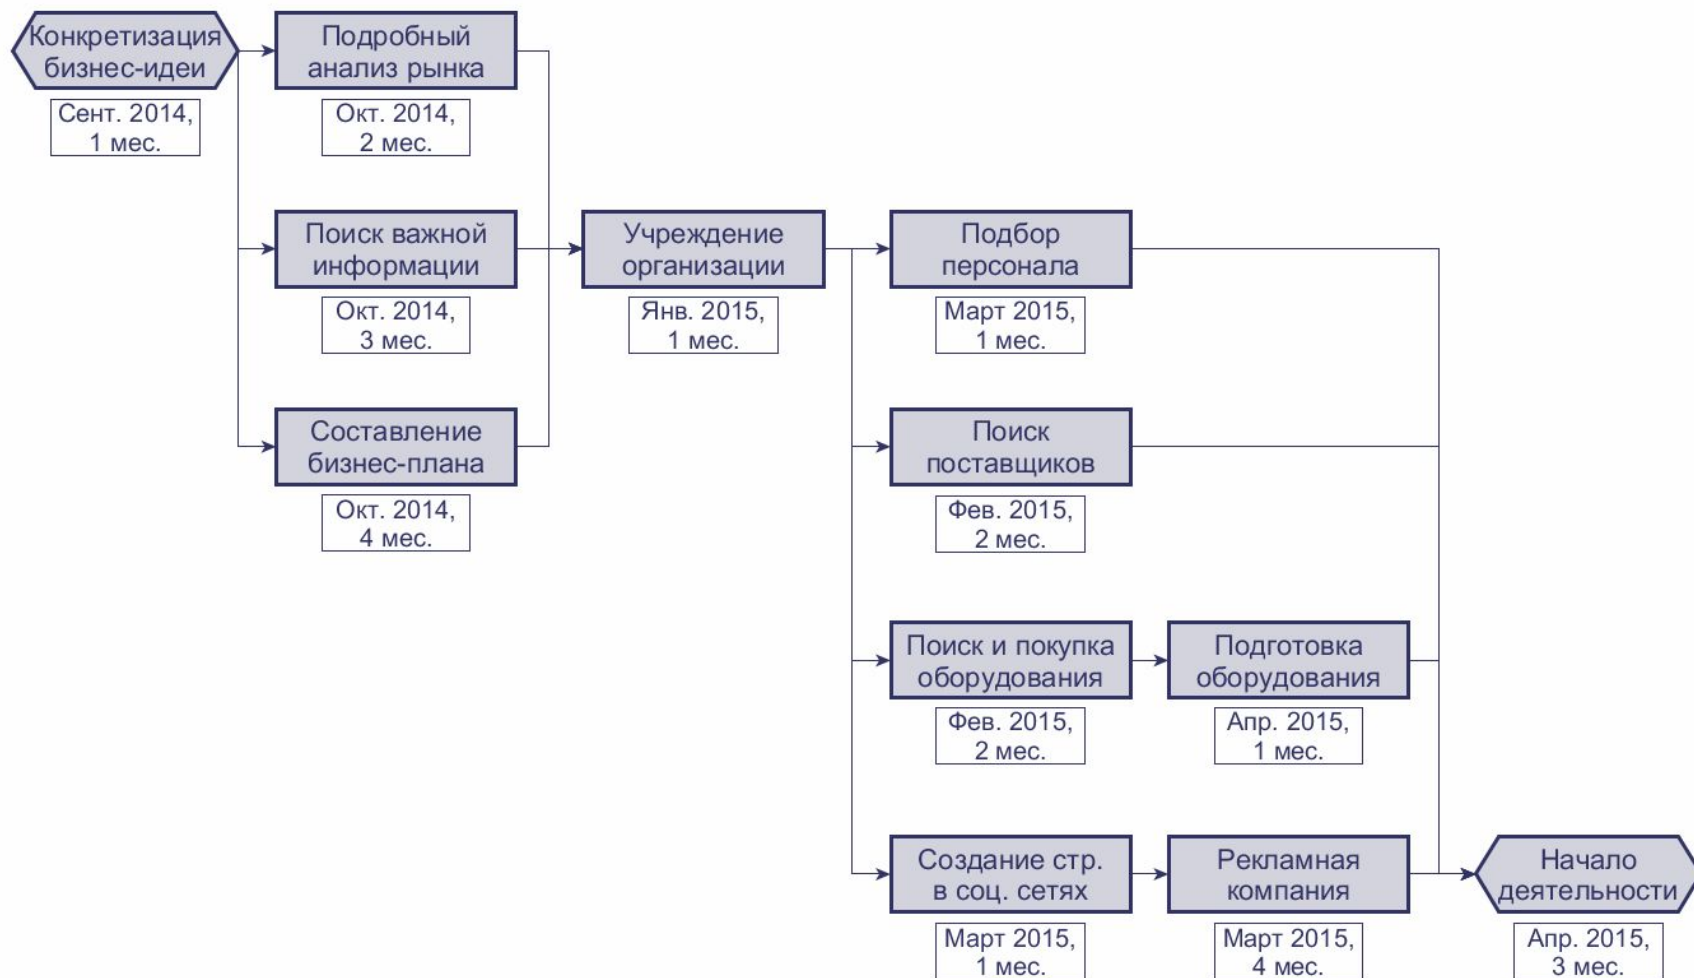 Конкретизация
бизнес-идеи
Сент. 2014,
1 мес.
Подробный
анализ рынка
Окт. 2014,
2 мес.
Поиск важной
информации
Окт. 2014,
3 мес.
Составление
бизнес-плана
Окт. 2014,
4 мес.
Учреждение
организации
Янв. 2015,
1 мес.
Подбор
персонала
Март 2015,
1 мес.
Поиск
поставщиков
Фев. 2015,
2 мес.
Поиск и покупка
оборудования
Фев. 2015,
2 мес.
Подготовка
оборудования
Апр. 2015,
1 мес.
Создание стр.
в соц. сетях
Март 2015,
1 мес.
Рекламная
компания
Март 2015,
4 мес.
Начало
деятельности
Апр. 2015,
3 мес.